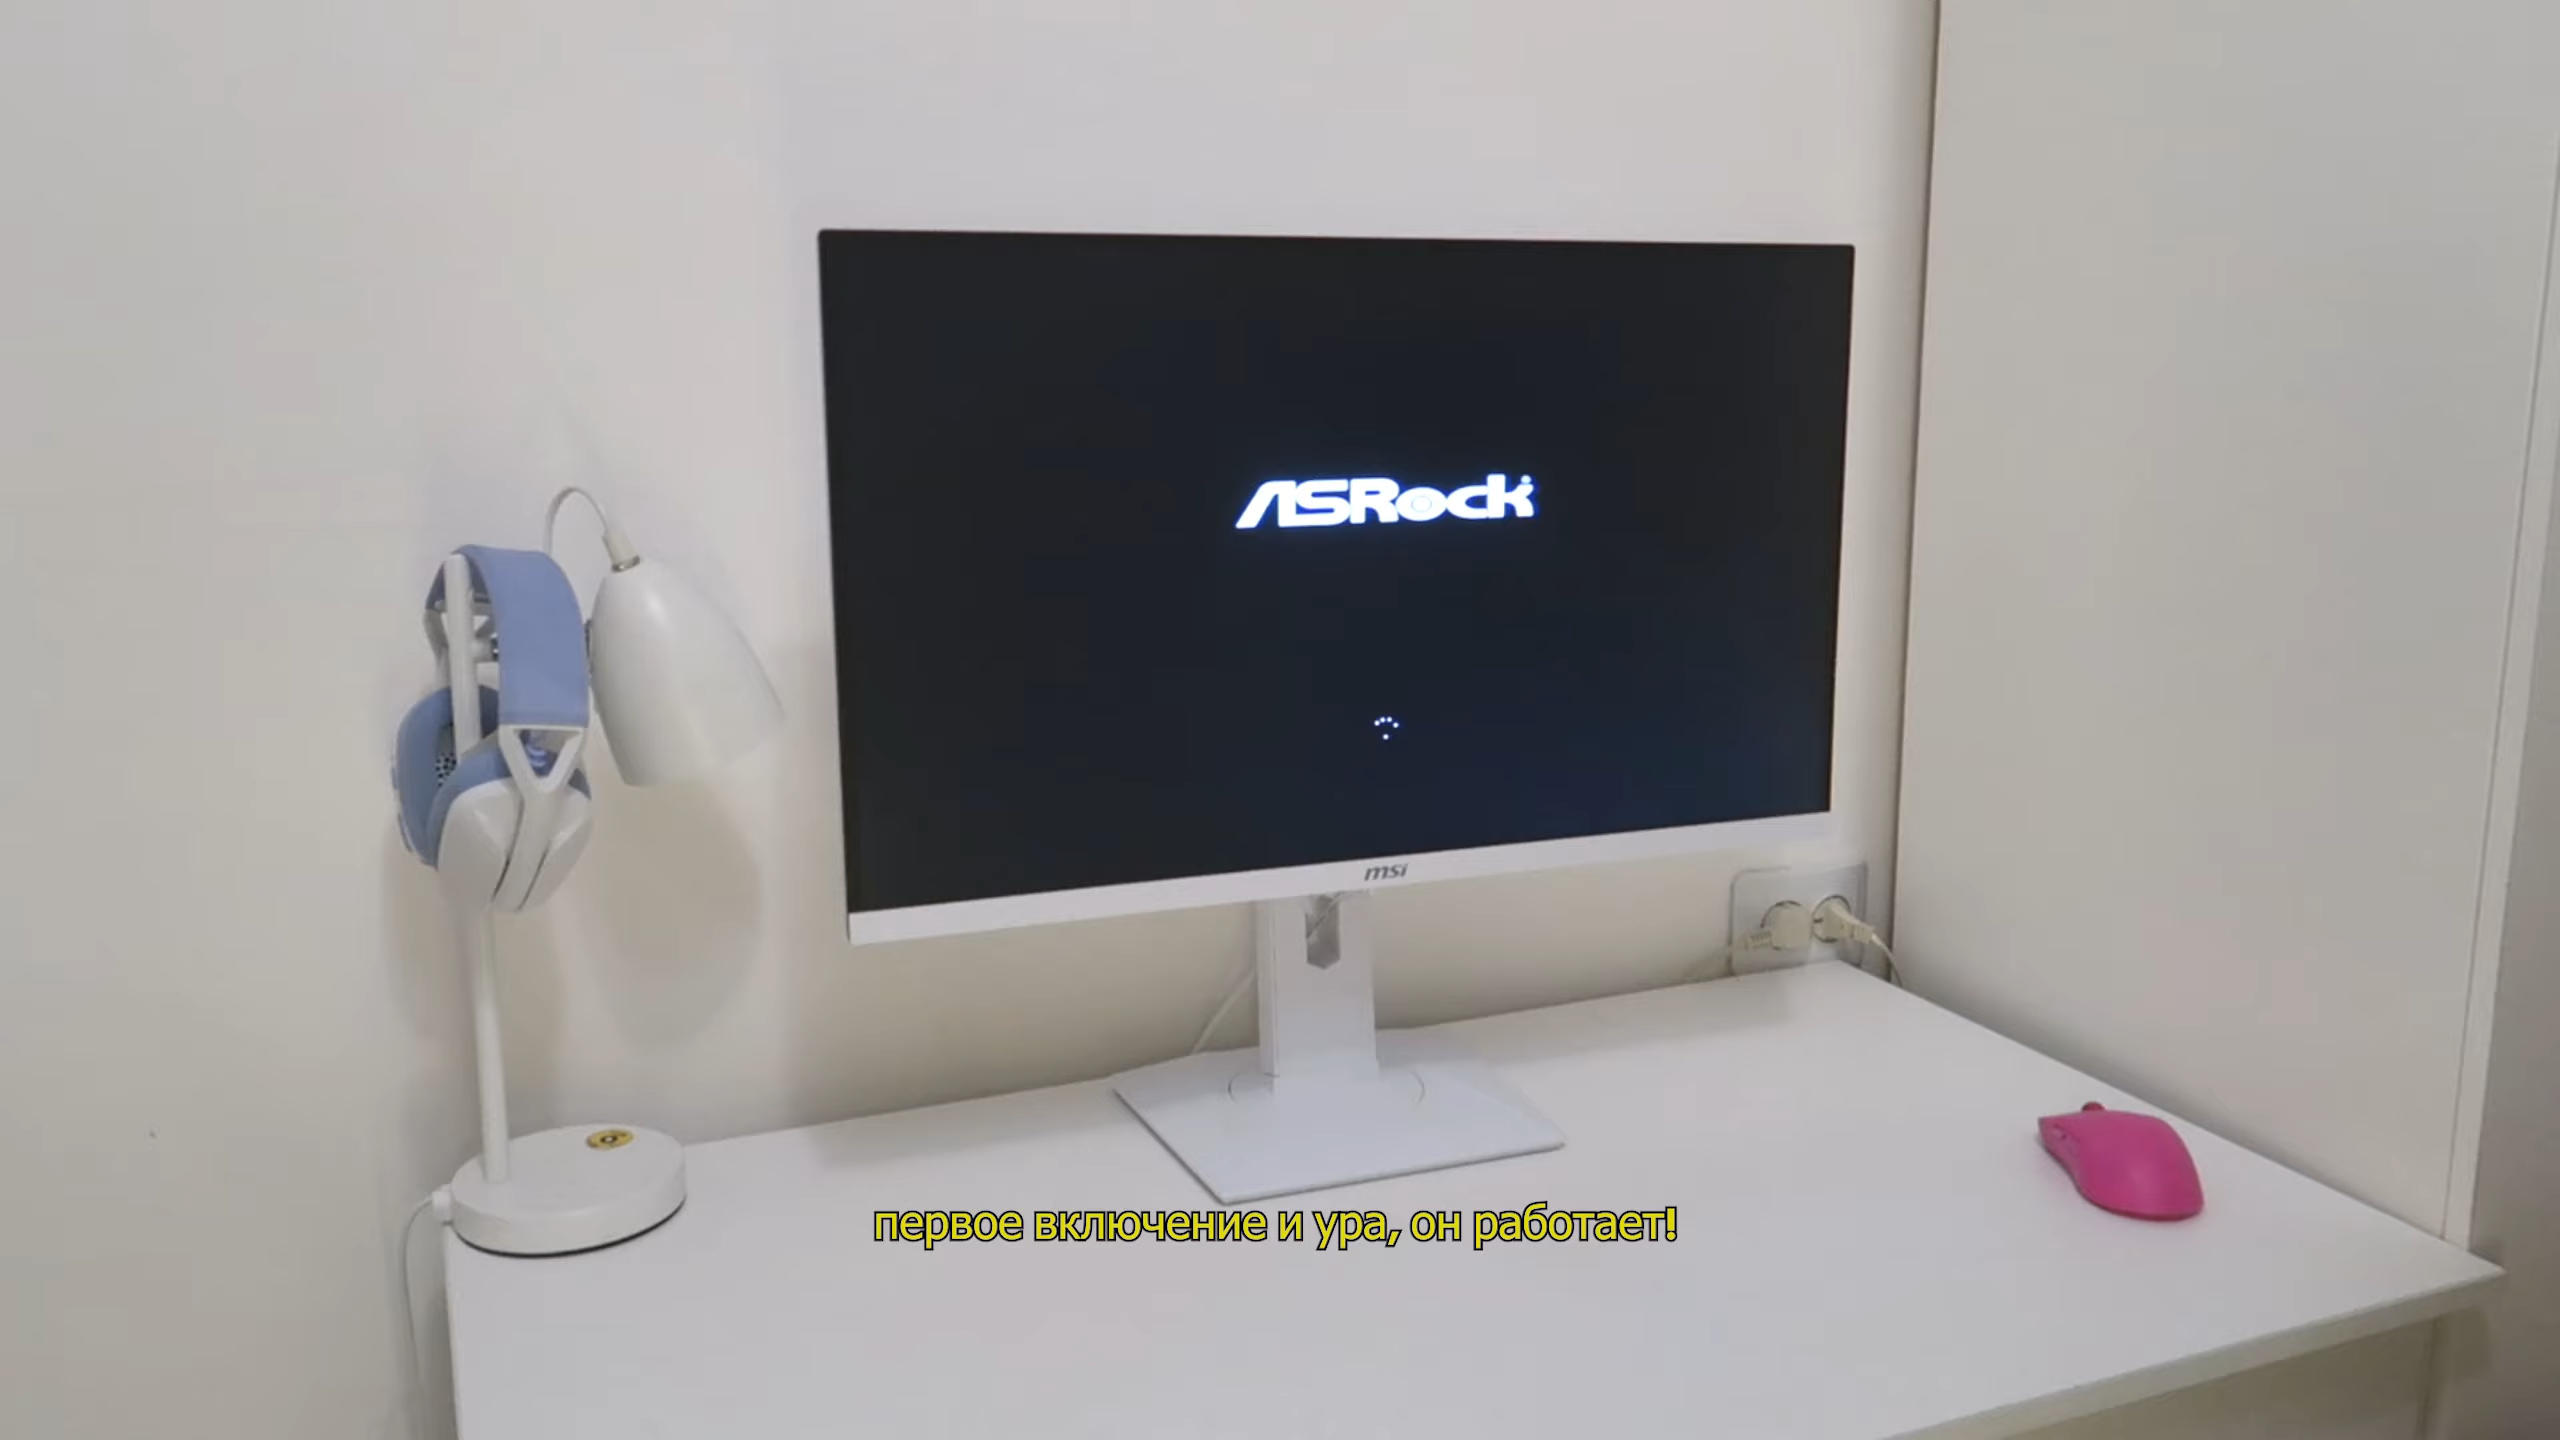 ASRock
msi
первое включение и ура, он работает!